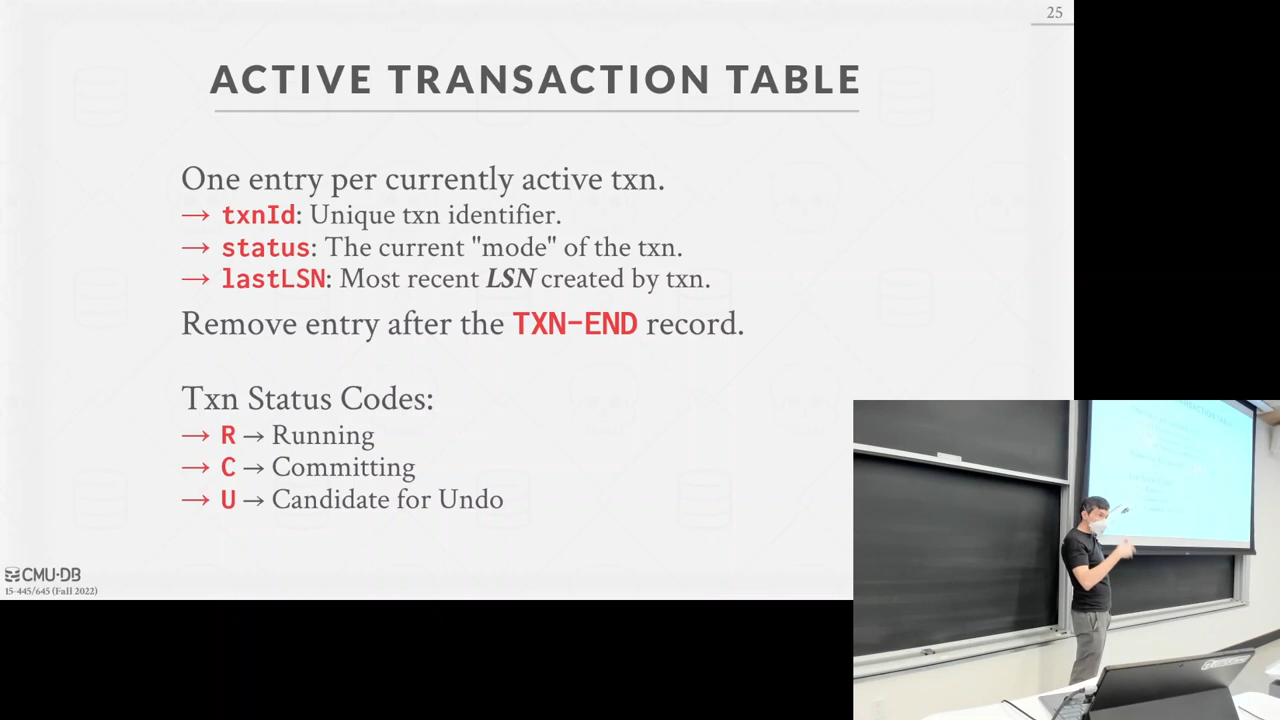 25
ACTIVE TRANSACTION TABLE
One entry per currently active txn.
→ txnId: Unique txn identifier.
→ status: The current "mode" of the txn.
→ lastLSN: Most recent LSN created by txn.
Remove entry after the TXN-END record.
Txn Status Codes:
→ R → Running
→ C → Committing
→ U → Candidate for Undo
CMU·DB
15-445/645 (Fall 2022)